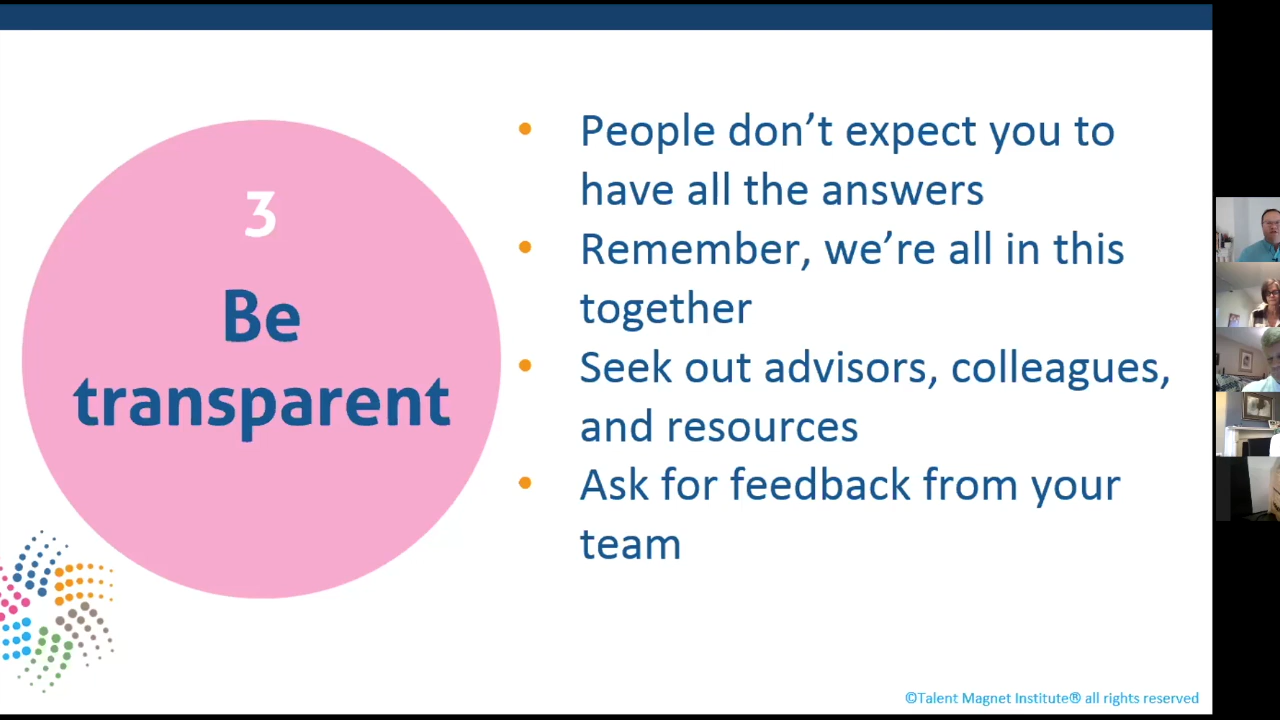 3
Be
transparent
• People don’t expect you to
have all the answers
• Remember, we’re all in this
together
• Seek out advisors, colleagues,
and resources
• Ask for feedback from your
team
©Talent Magnet Institute® all rights reserved